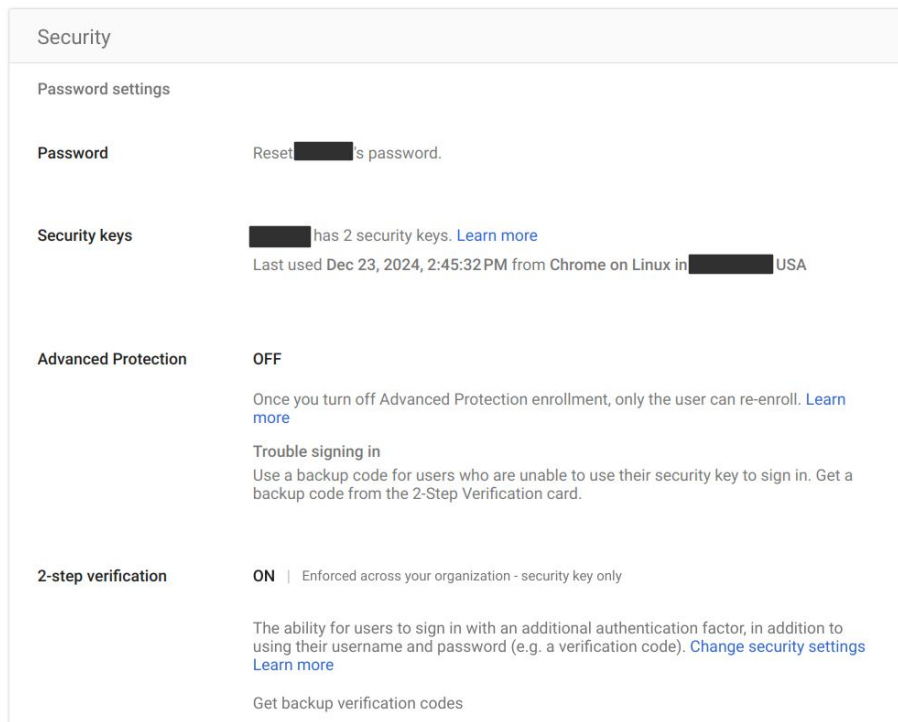 Security
Password settings
Password
Reset 's password.
Security keys
has 2 security keys. Learn more
Last used Dec 23, 2024, 2:45:32 PM from Chrome on Linux in USA
Advanced Protection
OFF
Once you turn off Advanced Protection enrollment, only the user can re-enroll. Learn
more
Trouble signing in
Use a backup code for users who are unable to use their security key to sign in. Get a
backup code from the 2-Step Verification card.
2-step verification
ON | Enforced across your organization - security key only
The ability for users to sign in with an additional authentication factor, in addition to
using their username and password (e.g. a verification code). Change security settings
Learn more
Get backup verification codes